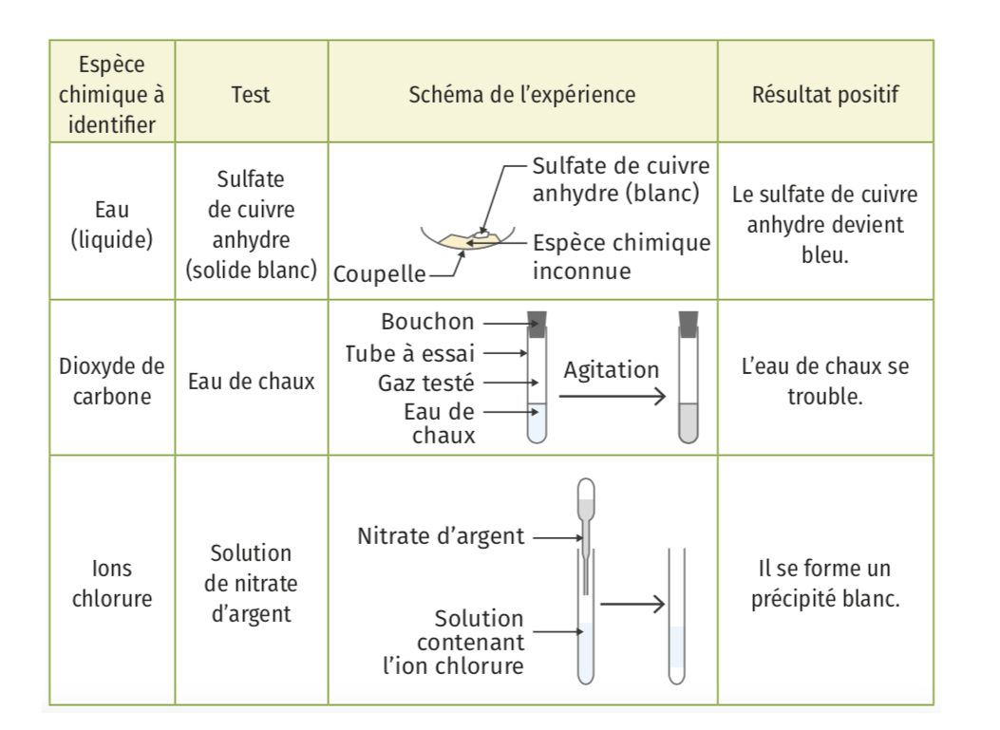 Espèce
chimique à
identifier
Test
Schéma de l'expérience
Résultat positif
Eau
(liquide)
Sulfate
de cuivre
anhydre
(solide blanc)
Sulfate de cuivre
anhydre (blanc)
Espèce chimique
inconnue
Coupelle
Le sulfate de cuivre
anhydre devient
bleu.
Dioxyde de
carbone
Eau de chaux
Bouchon
Tube à essai
Gaz testé
Eau de
chaux
Agitation
L'eau de chaux se
trouble.
Ions
chlorure
Solution
de nitrate
d'argent
Nitrate d'argent
Solution
contenant
l'ion chlorure
Il se forme un
précipité blanc.